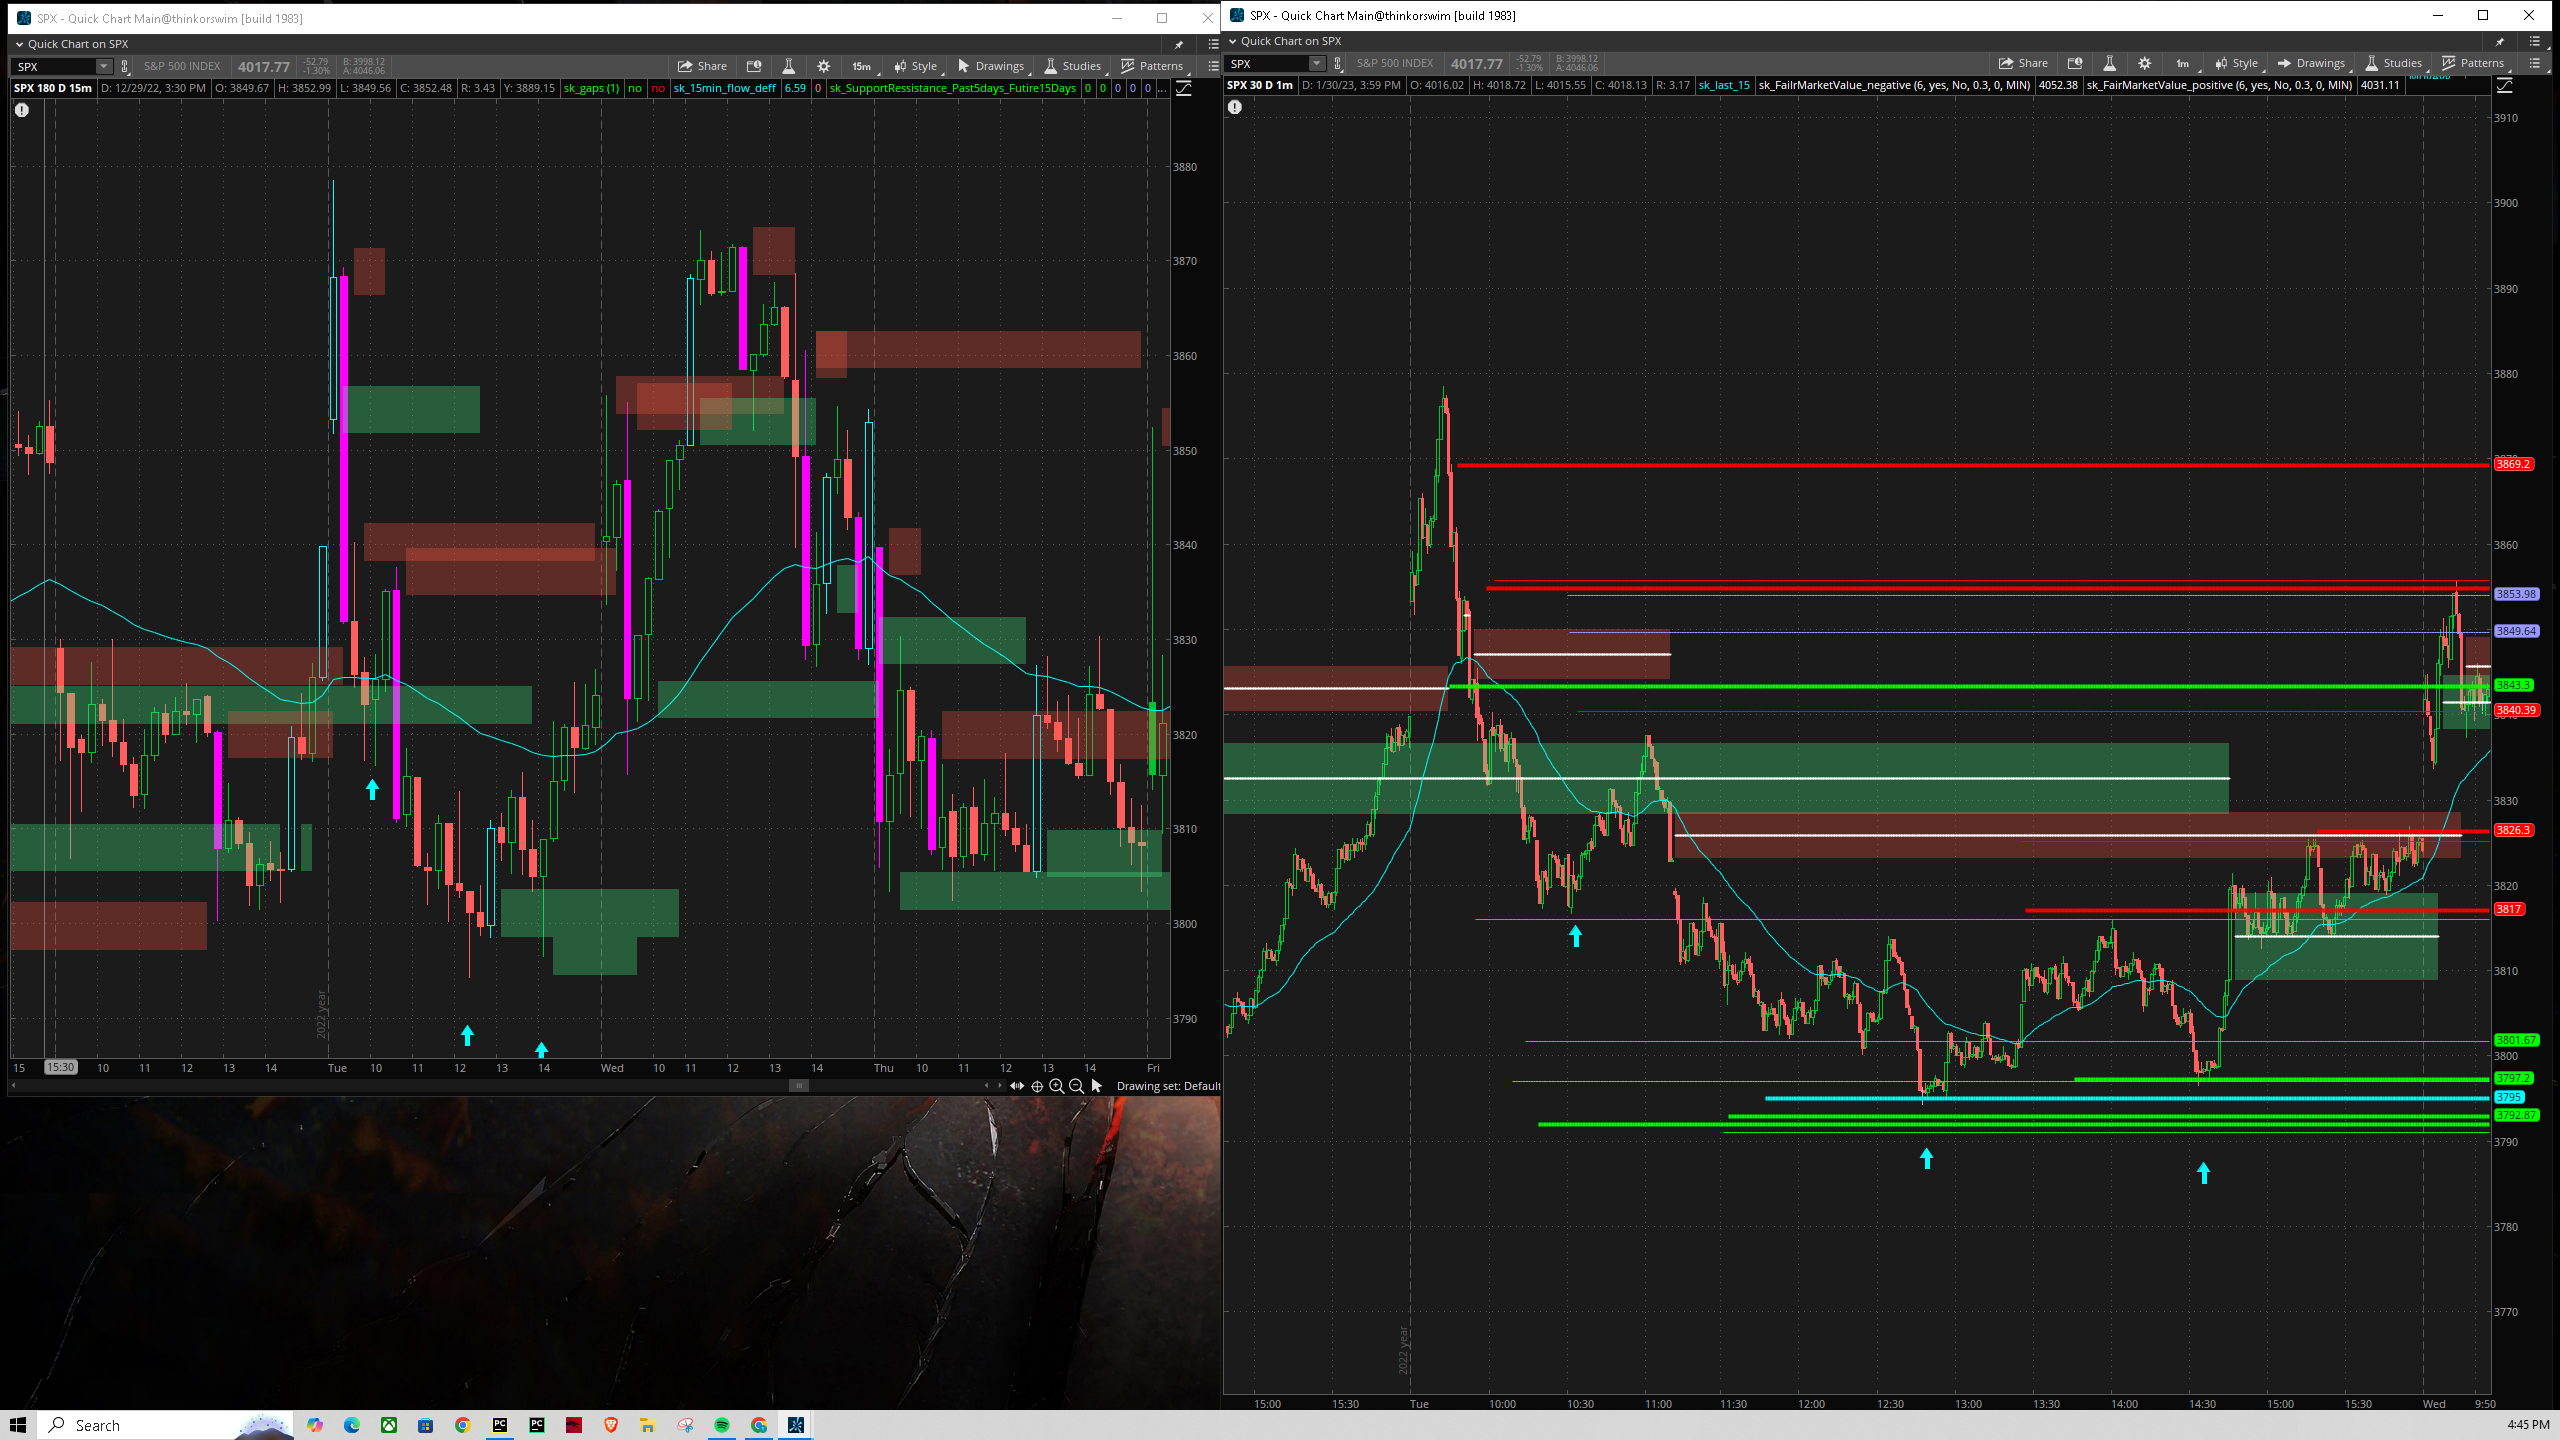 SPX - Quick Chart Main@thinkorswim [build 1983]
Quick Chart on SPX
SPX S&P 500 INDEX 4017.77 -52.79 -1.30% B: 3998.12 A: 4046.06 Share 15m Style Drawings Studies Patterns
SPX 180 D 15m D: 12/29/22, 3:30 PM O: 3849.67 H: 3852.99 L: 3849.56 C: 3852.48 R: 3.43 Y: 3889.15 sk_gaps (1) no no sk_15min_flow_deff 6.59 0 sk_SupportRessistance_Past5days_Futire15Days 0 0 0 0 0 ...
3880
3870
3860
3850
3840
3830
3820
3810
3800
3790
2022 year
15 15:30 10 11 12 13 14 Tue 10 11 12 13 14 Wed 10 11 12 13 14 Thu 10 11 12 13 14 Fri
Drawing set: Default
SPX - Quick Chart Main@thinkorswim [build 1983]
Quick Chart on SPX
SPX S&P 500 INDEX 4017.77 -52.79 -1.30% B: 3998.12 A: 4046.06 Share 1m Style Drawings Studies Patterns
SPX 30 D 1m D: 1/30/23, 3:59 PM O: 4016.02 H: 4018.72 L: 4015.55 C: 4018.13 R: 3.17 sk_last_15 sk_FailrMarketValue_negative (6, yes, No, 0.3, 0, MIN) 4052.38 sk_FairMarketValue_positive (6, yes, No, 0.3, 0, MIN) 4031.11
3910
3900
3890
3880
3869.2
3860
3853.98
3849.64
3843.3
3840.39
3830
3826.3
3820
3817
3810
3801.67
3800
3797.2
3795
3792.87
3790
3780
3770
2022 year
15:00 15:30 Tue 10:00 10:30 11:00 11:30 12:00 12:30 13:00 13:30 14:00 14:30 15:00 15:30 Wed 9:50
Search
4:45 PM